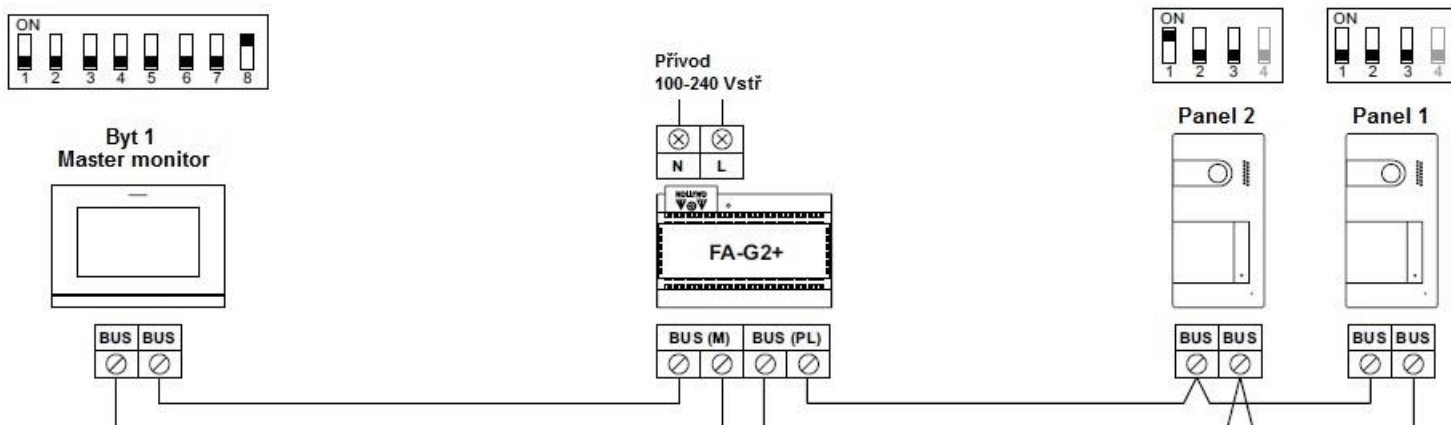 ON
1 2 3 4 5 6 7 8
Byt 1
Master monitor
BUS BUS
Přívod
100-240 Vstř
N L
GUILTON
FA-G2+
BUS (M) BUS (PL)
ON
1 2 3 4
Panel 2
BUS BUS
ON
1 2 3 4
Panel 1
BUS BUS